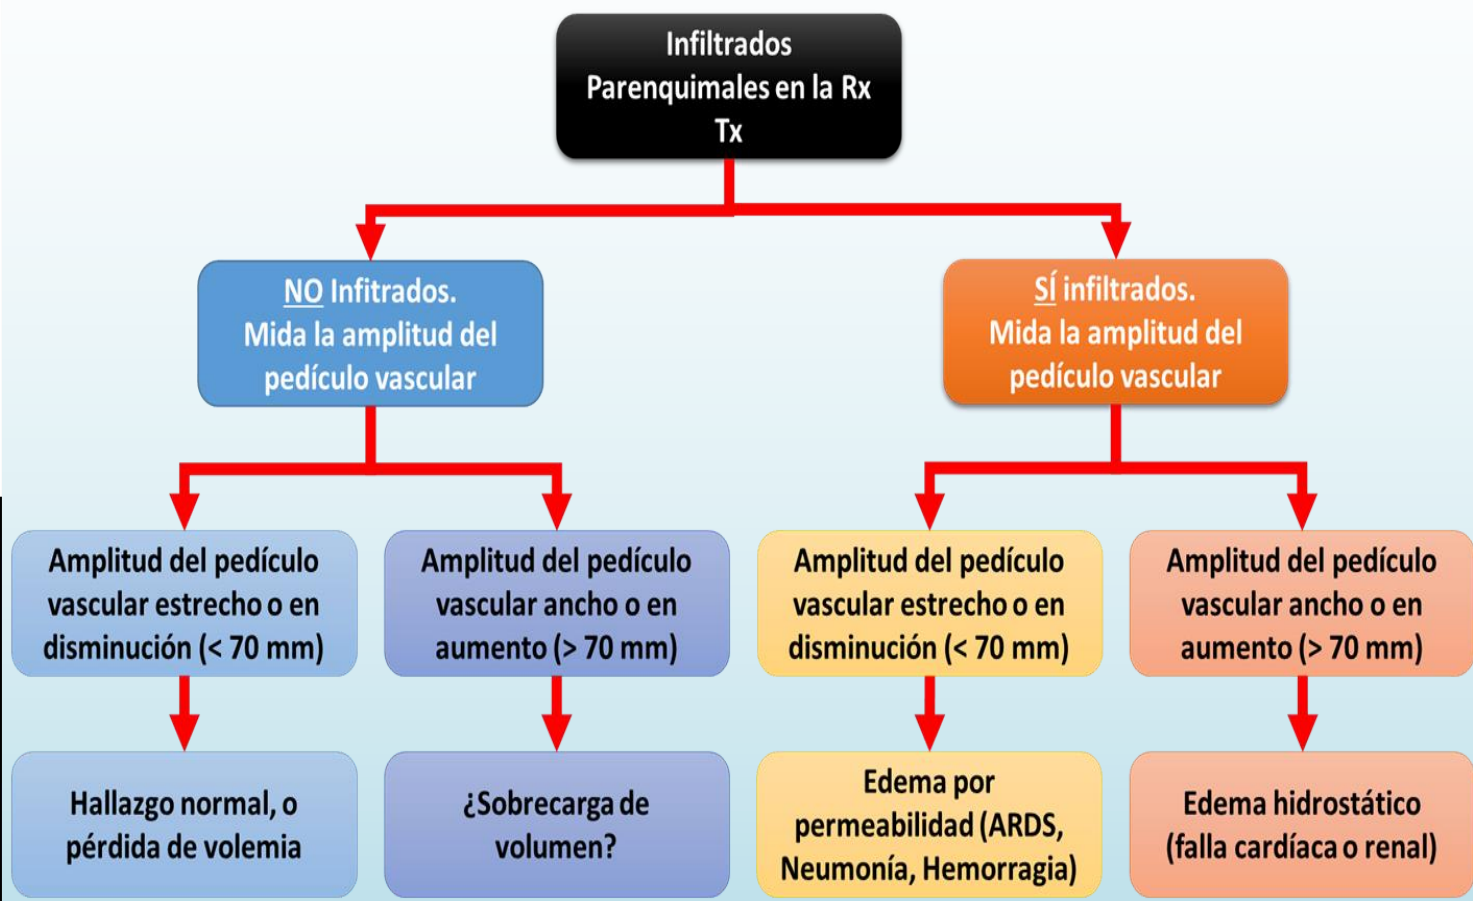 Infiltrados
Parenquimales en la Rx
Tx
NO Infitrados.
Mida la amplitud del
pedículo vascular
SÍ infiltrados.
Mida la amplitud del
pedículo vascular
Amplitud del pedículo
vascular estrecho o en
disminución (< 70 mm)
Amplitud del pedículo
vascular ancho o en
aumento (> 70 mm)
Amplitud del pedículo
vascular estrecho o en
disminución (< 70 mm)
Amplitud del pedículo
vascular ancho o en
aumento (> 70 mm)
Hallazgo normal, o
pérdida de volemia
¿Sobrecarga de
volumen?
Edema por
permeabilidad (ARDS,
Neumonía, Hemorragia)
Edema hidrostático
(falla cardíaca o renal)